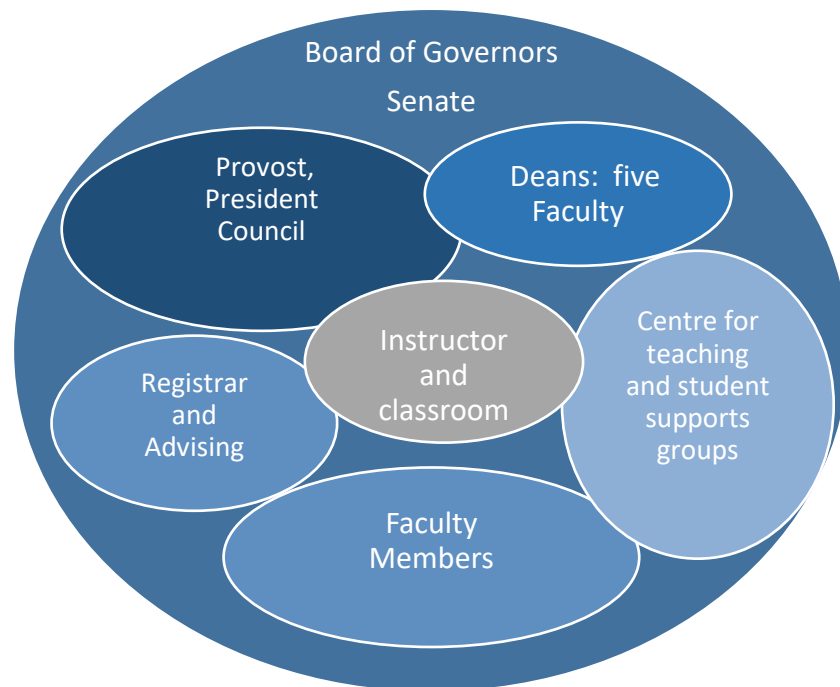 Board of Governors
Senate
Provost,
President
Council
Deans: five
Faculty
Instructor
and
classroom
Centre for
teaching
and student
supports
groups
Registrar
and
Advising
Faculty
Members